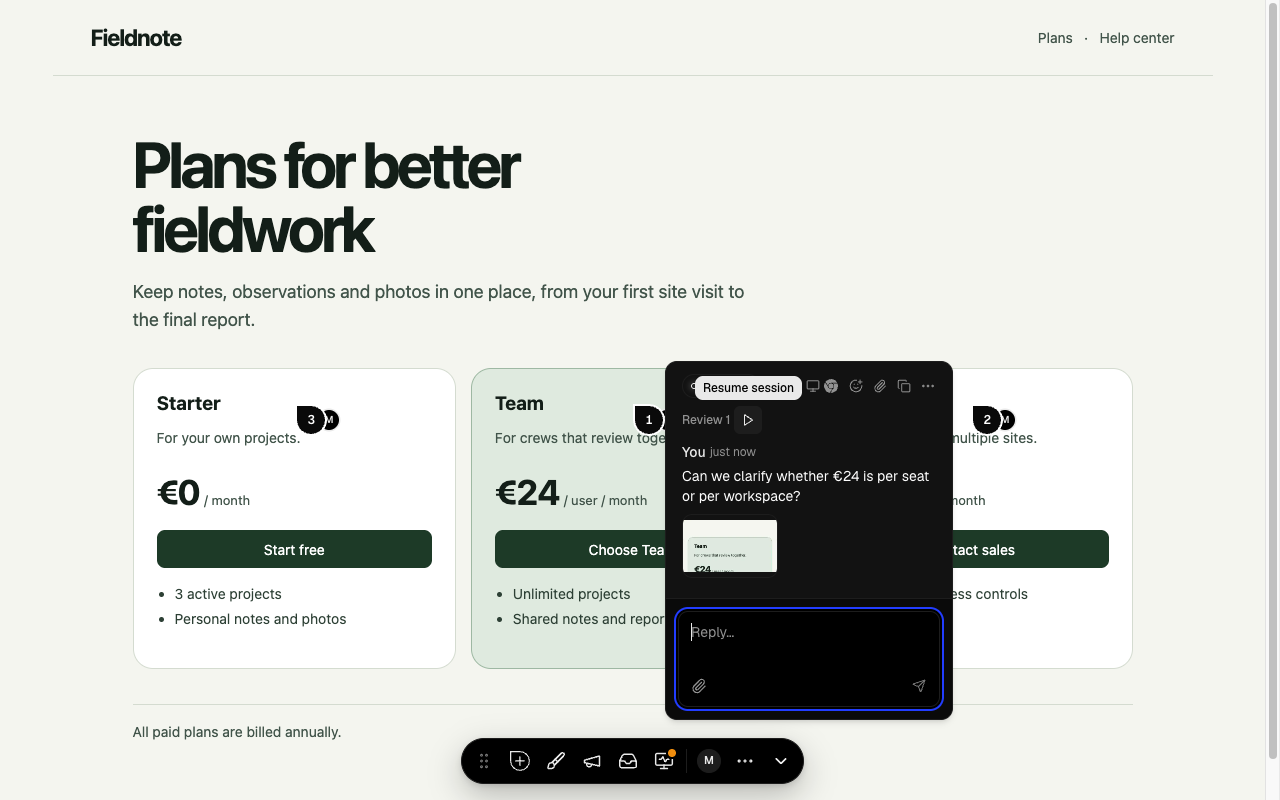 Fieldnote
Plans · Help center
Plans for better
fieldwork
Keep notes, observations and photos in one place, from your first site visit to
the final report.
Starter
3 M
For your own projects.
€0 / month
Start free
• 3 active projects
• Personal notes and photos
Team
1
For crews that review toge
€24 / user / month
Choose Tea
• Unlimited projects
• Shared notes and repor
2 M
multiple sites.
month
tact sales
ess controls
Resume session
Review 1
You just now
Can we clarify whether €24 is per seat
or per workspace?
Team
For crews that review together.
€24
Reply...
All paid plans are billed annually.
M